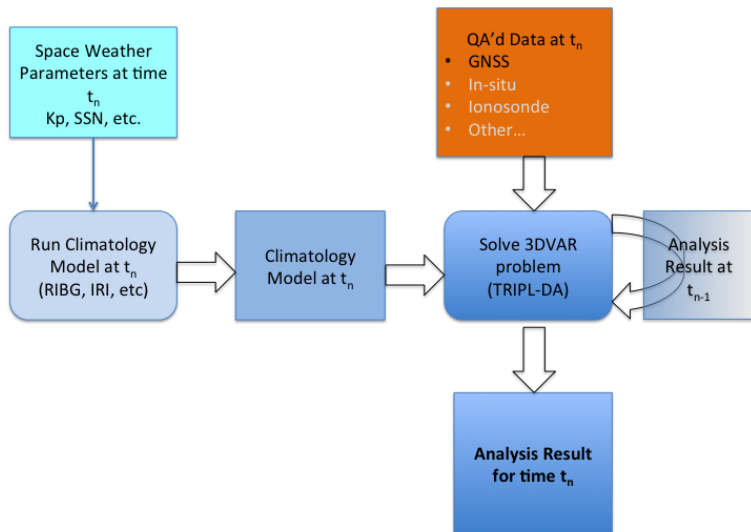 Space Weather
Parameters at time
tn
Kp, SSN, etc.
QA’d Data at tn
• GNSS
• In-situ
• Ionosonde
• Other…
Run Climatology
Model at tn
(RIBG, IRI, etc)
Climatology
Model at tn
Solve 3DVAR
problem
(TRIPL-DA)
Analysis
Result at
tn-1
Analysis Result
for time tn